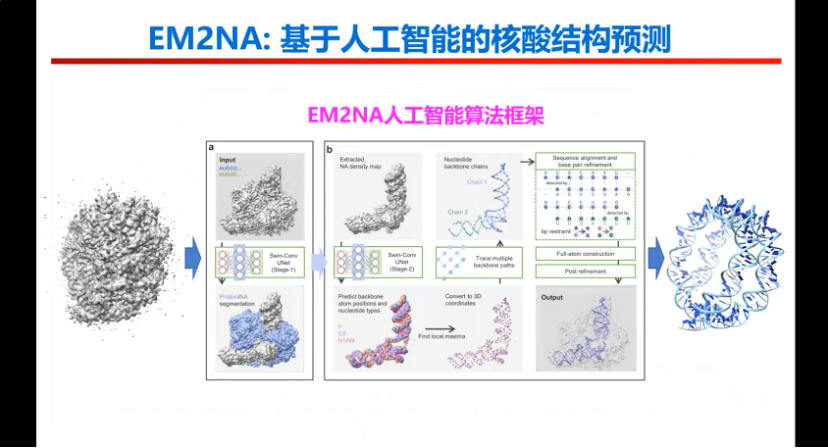 EM2NA: 基于人工智能的核酸结构预测
EM2NA人工智能算法框架
a
Input
b
Extracted
NA density map
Nucleotide
backbone chains
Chain 1
Chain 2
Sequence alignment and
base pair refinement
detected bp
detected bp
bp restraint
Swin-Conv
UNet
(Stage-1)
Swin-Conv
UNet
(Stage-2)
Trace multiple
backbone paths
Full-atom construction
Post refinement
Protein/NA
segmentation
Predict backbone
atom positions and
nucleotide types
P
C4'
N1/N9
Convert to 3D
coordinates
Find local maxima
Output